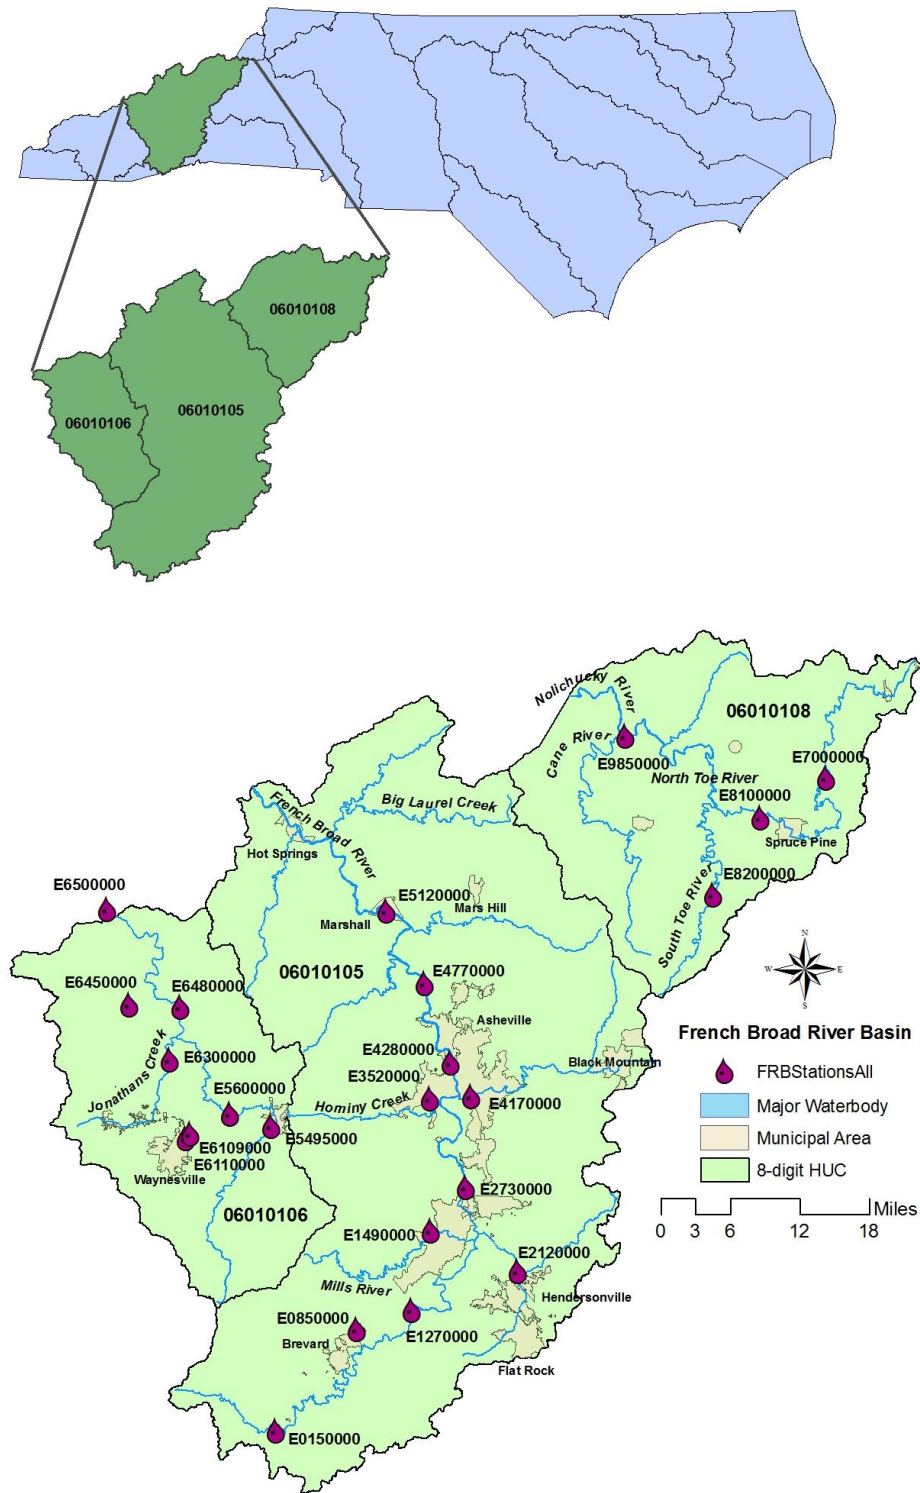 06010108
06010105
06010106
Nolichucky River
06010108
Cane River
E9850000
E7000000
North Toe River
E8100000
Big Laurel Creek
French Broad River
Spruce Pine
Hot Springs
E8200000
E6500000
E5120000
Mars Hill
Marshall
South Toe River
N
W
E
S
06010105
E4770000
E6450000
E6480000
Asheville
French Broad River Basin
E4280000
Black Mountain
E6300000
Jonathans Creek
E3520000
FRBStationsAll
E5600000
Hominy Creek
E4170000
Major Waterbody
E5495000
E6109000
Municipal Area
E6110000
Waynesville
8-digit HUC
E2730000
06010106
Miles
0 3 6 12 18
E1490000
E2120000
Mills River
Hendersonville
E0850000
Brevard
E1270000
Flat Rock
E0150000